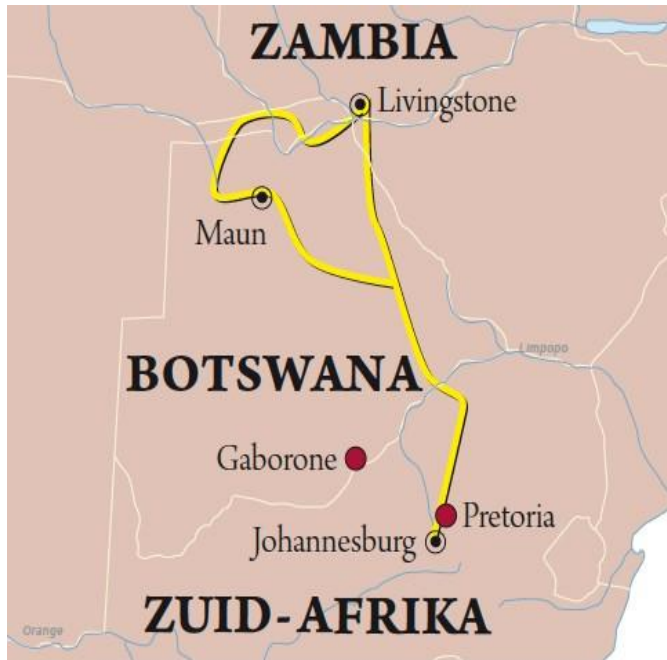 ZAMBIA
Livingstone
Maun
Limpopo
BOTSWANA
Gaborone
Pretoria
Johannesburg
ZUID-AFRIKA
Orange